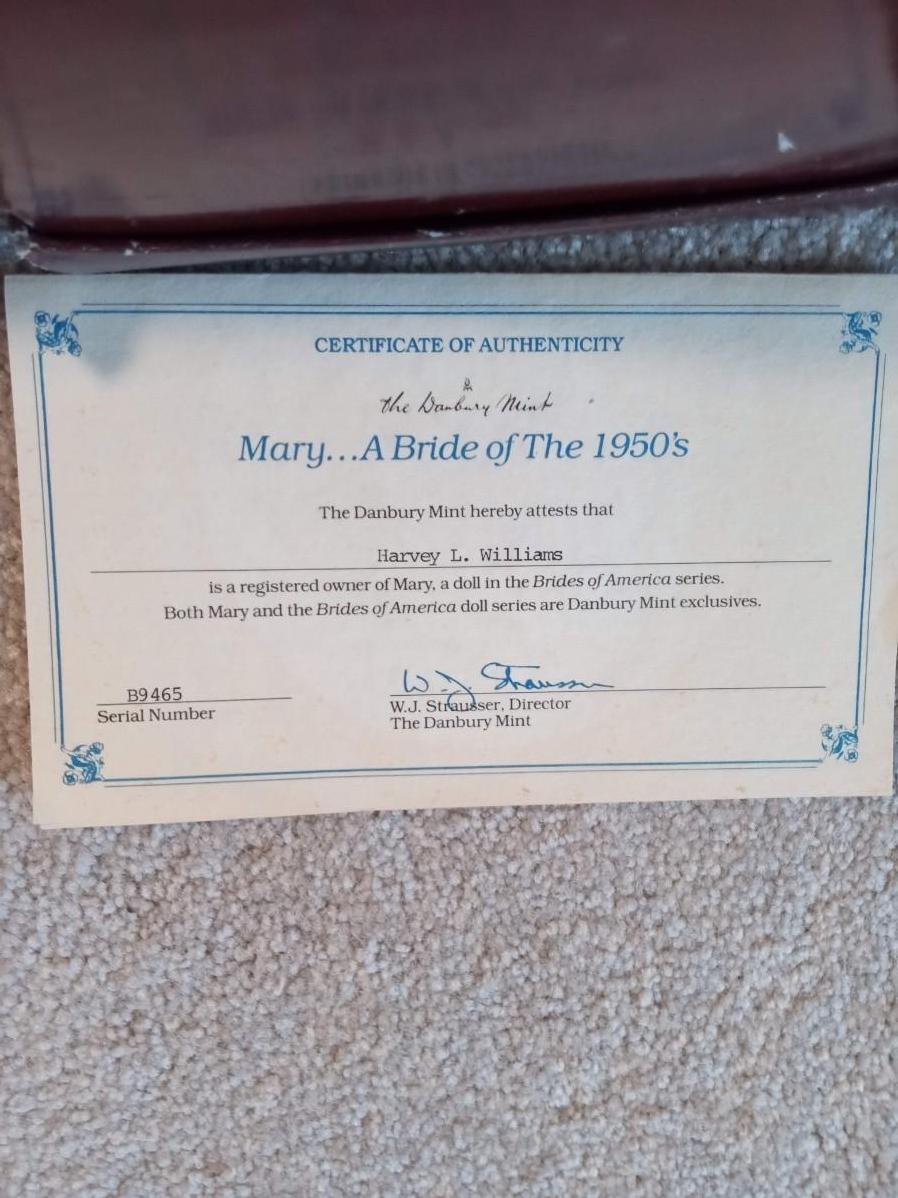 CERTIFICATE OF AUTHENTICITY
the Danbury Mint
Mary...A Bride of The 1950's
The Danbury Mint hereby attests that
Harvey L. Williams
is a registered owner of Mary, a doll in the Brides of America series.
Both Mary and the Brides of America doll series are Danbury Mint exclusives.
W. J. Strausser
B9465
Serial Number
W.J. Strausser, Director
The Danbury Mint